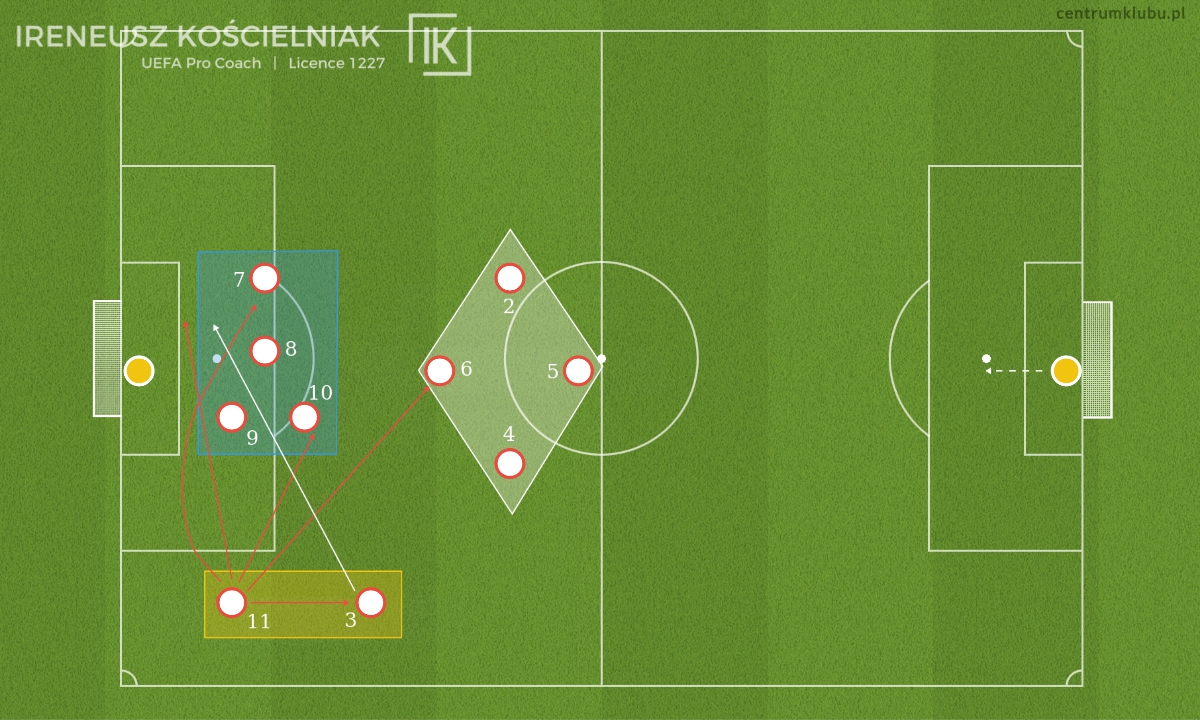 centrumklubu.pl
IRENEUSZ KOŚCIELNIAK
IK
UEFA Pro Coach | Licence 1227
7
2
8
6
5
10
9
4
11
3